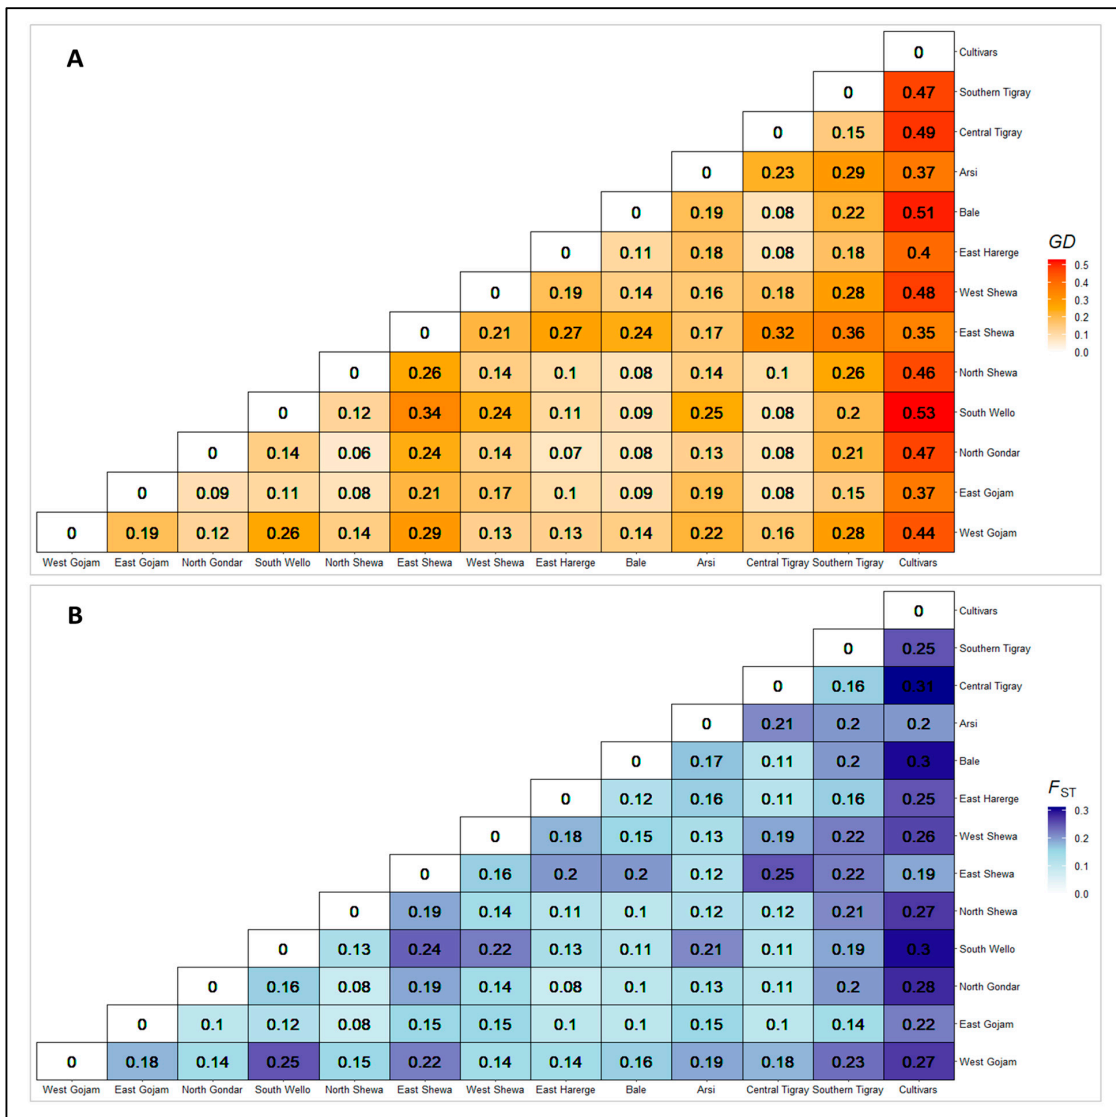 A
0 Cultivars
0 0.47 Southern Tigray
0 0.15 0.49 Central Tigray
0 0.23 0.29 0.37 Arsi
0 0.19 0.08 0.22 0.51 Bale
GD
0 0.11 0.18 0.08 0.18 0.4 East Harerge
0.5
0 0.19 0.14 0.16 0.18 0.28 0.48 West Shewa
0.4
0.3
0 0.21 0.27 0.24 0.17 0.32 0.36 0.35 East Shewa
0.2
0.1
0.0
0 0.26 0.14 0.1 0.08 0.14 0.1 0.26 0.46 North Shewa
0 0.12 0.34 0.24 0.11 0.09 0.25 0.08 0.2 0.53 South Wello
0 0.14 0.06 0.24 0.14 0.07 0.08 0.13 0.08 0.21 0.47 North Gondar
0 0.09 0.11 0.08 0.21 0.17 0.1 0.09 0.19 0.08 0.15 0.37 East Gojam
0 0.19 0.12 0.26 0.14 0.29 0.13 0.13 0.14 0.22 0.16 0.28 0.44 West Gojam
West Gojam East Gojam North Gondar South Wello North Shewa East Shewa West Shewa East Harerge Bale Arsi Central Tigray Southern Tigray Cultivars
B
0 Cultivars
0 0.25 Southern Tigray
0 0.16 0.31 Central Tigray
0 0.21 0.2 0.2 Arsi
0 0.17 0.11 0.2 0.3 Bale
FST
0 0.12 0.16 0.11 0.16 0.25 East Harerge
0.3
0 0.18 0.15 0.13 0.19 0.22 0.26 West Shewa
0.2
0.1
0 0.16 0.2 0.2 0.12 0.25 0.22 0.19 East Shewa
0.0
0 0.19 0.14 0.11 0.1 0.12 0.12 0.21 0.27 North Shewa
0 0.13 0.24 0.22 0.13 0.11 0.21 0.11 0.19 0.3 South Wello
0 0.16 0.08 0.19 0.14 0.08 0.1 0.13 0.11 0.2 0.28 North Gondar
0 0.1 0.12 0.08 0.15 0.15 0.1 0.1 0.15 0.1 0.14 0.22 East Gojam
0 0.18 0.14 0.25 0.15 0.22 0.14 0.14 0.16 0.19 0.18 0.23 0.27 West Gojam
West Gojam East Gojam North Gondar South Wello North Shewa East Shewa West Shewa East Harerge Bale Arsi Central Tigray Southern Tigray Cultivars